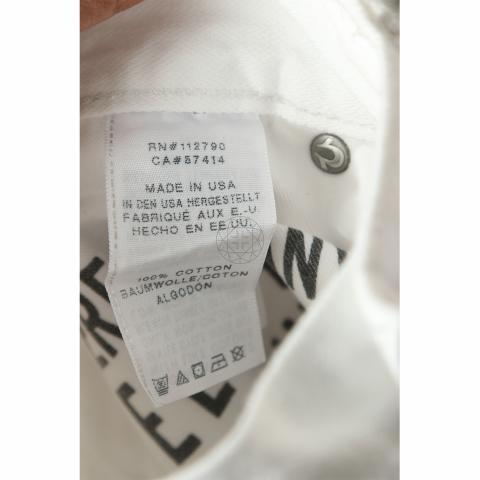 RN#112790
CA#57414
MADE IN USA
IN DEN USA HERGESTELLT
FABRIQUÉ AUX E.-U.
HECHO EN EE.UU.
100% COTTON
BAUMWOLLE/COTON
ALGODÓN